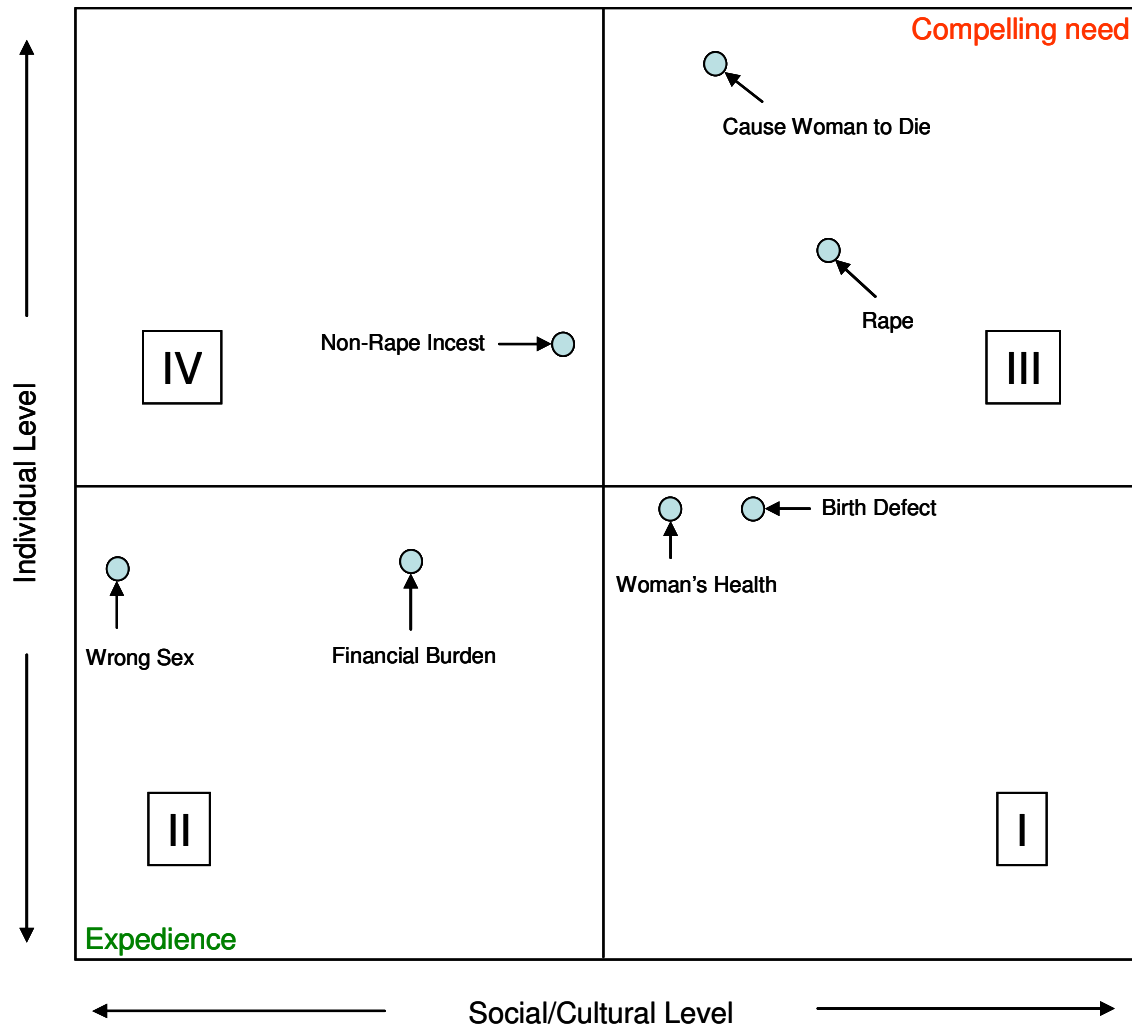 Compelling need
Cause Woman to Die
Rape
Non-Rape Incest
IV
III
Individual Level
Birth Defect
Woman's Health
Wrong Sex
Financial Burden
II
I
Expedience
Social/Cultural Level